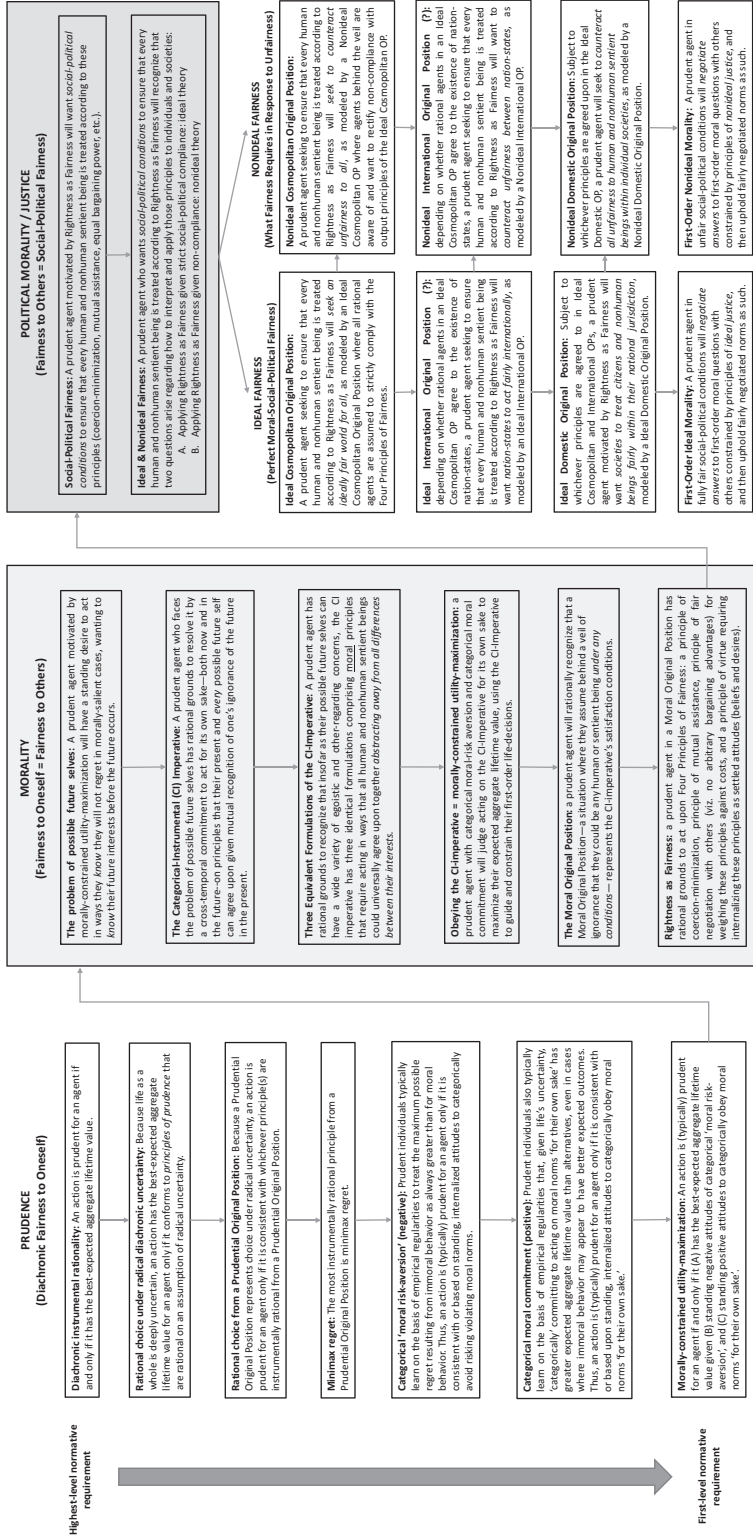 Highest-level normative
requirement
First-level normative
requirement
PRUDENCE
(Diachronic Fairness to Oneself)
Diachronic instrumental rationality: An action is prudent for an agent if
and only if it has the best-expected aggregate lifetime value.
Rational choice under radical diachronic uncertainty: Because life as a
whole is deeply uncertain, an action has the best-expected aggregate
lifetime value for an agent only if it conforms to principles of prudence that
are rational on an assumption of radical uncertainty.
Rational choice from a Prudential Original Position: Because a Prudential
Original Position represents choice under radical uncertainty, an action is
prudent for an agent only if it is consistent with whichever principle(s) are
instrumentally rational from a Prudential Original Position.
Minimax regret: The most instrumentally rational principle from a
Prudential Original Position is minimax regret.
Categorical 'moral risk-aversion' (negative): Prudent individuals typically
learn on the basis of empirical regularities to treat the maximum possible
regret resulting from immoral behavior as always greater than for moral
behavior. Thus, an action is (typically) prudent for an agent only if it is
consistent with or based on standing, internalized attitudes to categorically
avoid risking violating moral norms.
Categorical moral commitment (positive): Prudent individuals also typically
learn on the basis of empirical regularities that, given life's uncertainty,
'categorically' committing to acting on moral norms 'for their own sake' has
greater expected aggregate lifetime value than alternatives, even in cases
where immoral behavior may appear to have better expected outcomes.
Thus, an action is (typically) prudent for an agent only if it is consistent with
or based upon standing, internalized attitudes to categorically obey moral
norms 'for their own sake.'
Morally-constrained utility-maximization: An action is (typically) prudent
for an agent if and only if it (A) has the best-expected aggregate lifetime
value given (B) standing negative attitudes of categorical 'moral risk-
aversion', and (C) standing positive attitudes to categorically obey moral
norms 'for their own sake'.
MORALITY
(Fairness to Oneself = Fairness to Others)
The problem of possible future selves: A prudent agent motivated by
morally-constrained utility-maximization will have a standing desire to act
in ways they know they will not regret in morally-salient cases, wanting to
know their future interests before the future occurs.
The Categorical-Instrumental (CI) Imperative: A prudent agent who faces
the problem of possible future selves has rational grounds to resolve it by
a cross-temporal commitment to act for its own sake—both now and in
the future–on principles that their present and every possible future self
can agree upon given mutual recognition of one's ignorance of the future
in the present.
Three Equivalent Formulations of the CI-Imperative: A prudent agent has
rational grounds to recognize that insofar as their possible future selves can
have a wide variety of egoistic and other-regarding concerns, the CI
imperative has three identical formulations comprising moral principles
that require acting in ways that all human and nonhuman sentient beings
could universally agree upon together abstracting away from all differences
between their interests.
Obeying the CI-imperative = morally-constrained utility-maximization: a
prudent agent with categorical moral risk-aversion and categorical moral
commitment will judge acting on the CI-Imperative for its own sake to
maximize their expected aggregate lifetime value, using the CI-Imperative
to guide and constrain their first-order life-decisions.
The Moral Original Position: a prudent agent will rationally recognize that a
Moral Original Position—a situation where they assume behind a veil of
ignorance that they could be any human or sentient being under any
conditions— represents the CI-imperative's satisfaction conditions.
Rightness as Fairness: a prudent agent in a Moral Original Position has
rational grounds to act upon Four Principles of Fairness: a principle of
coercion-minimization, principle of mutual assistance, principle of fair
negotiation with others (viz. no arbitrary bargaining advantages) for
weighing these principles against costs, and a principle of virtue requiring
internalizing these principles as settled attitudes (beliefs and desires).
POLITICAL MORALITY / JUSTICE
(Fairness to Others = Social-Political Fairness)
Social-Political Fairness: A prudent agent motivated by Rightness as Fairness will want social-political
conditions to ensure that every human and nonhuman sentient being is treated according to these
principles (coercion-minimization, mutual assistance, equal bargaining power, etc.).
Ideal & Nonideal Fairness: A prudent agent who wants social-political conditions to ensure that every
human and nonhuman sentient being is treated according to Rightness as Fairness will recognize that
two questions arise regarding how to interpret and apply those principles to individuals and societies:
A. Applying Rightness as Fairness given strict social-political compliance: ideal theory
B. Applying Rightness as Fairness given non-compliance: nonideal theory
IDEAL FAIRNESS
(Perfect Moral-Social-Political Fairness)
Ideal Cosmopolitan Original Position:
A prudent agent seeking to ensure that every
human and nonhuman sentient being is treated
according to Rightness as Fairness will seek an
ideally fair world for all, as modeled by an Ideal
Cosmopolitan Original Position where all rational
agents are assumed to strictly comply with the
Four Principles of Fairness.
Ideal International Original Position (?):
depending on whether rational agents in an Ideal
Cosmopolitan OP agree to the existence of
nation-states, a prudent agent seeking to ensure
that every human and nonhuman sentient being
is treated according to Rightness as Fairness will
want nation-states to act fairly internationally, as
modeled by an Ideal International OP.
Ideal Domestic Original Position: Subject to
whichever principles are agreed to in Ideal
Cosmopolitan and International OPs, a prudent
agent motivated by Rightness as Fairness will
want societies to treat citizens and nonhuman
beings fairly within their national jurisdiction,
modeled by a Ideal Domestic Original Position.
First-Order Ideal Morality: A prudent agent in
fully fair social-political conditions will negotiate
answers to first-order moral questions with
others constrained by principles of ideal justice,
and then uphold fairly negotiated norms as such.
NONIDEAL FAIRNESS
(What Fairness Requires in Response to Unfairness)
Nonideal Cosmopolitan Original Position:
A prudent agent seeking to ensure that every human
and nonhuman sentient being is treated according to
Rightness as Fairness will seek to counteract
unfairness to all, as modeled by a Nonideal
Cosmopolitan OP where agents behind the veil are
aware of and want to rectify non-compliance with
output principles of the Ideal Cosmopolitan OP.
Nonideal International Original Position (?):
depending on whether rational agents in an Ideal
Cosmopolitan OP agree to the existence of nation-
states, a prudent agent seeking to ensure that every
human and nonhuman sentient being is treated
according to Rightness as Fairness will want to
counteract unfairness between nation-states, as
modeled by a Nonideal International OP.
Nonideal Domestic Original Position: Subject to
whichever principles are agreed upon in the Ideal
Domestic OP, a prudent agent will seek to counteract
all unfairness to human and nonhuman sentient
beings within individual societies, as modeled by a
Nonideal Domestic Original Position.
First-Order Nonideal Morality: A prudent agent in
unfair social-political conditions will negotiate
answers to first-order moral questions with others
constrained by principles of nonideal justice, and
then uphold fairly negotiated norms as such.